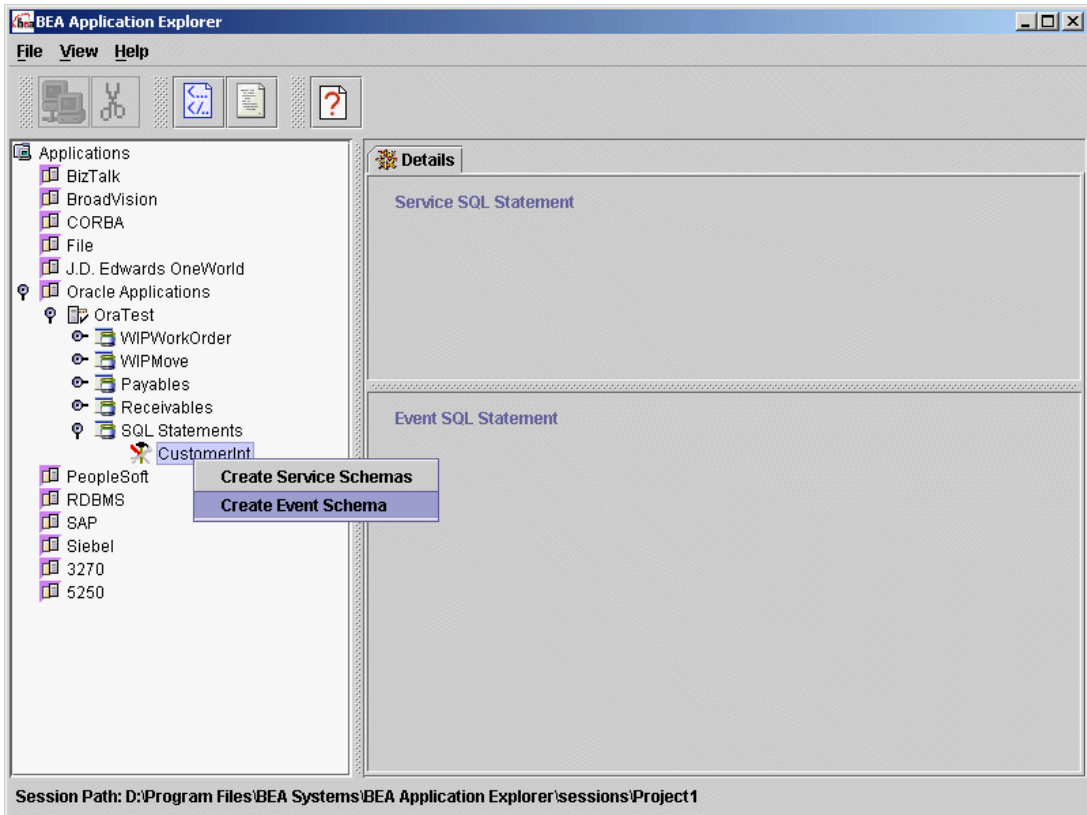 BEA Application Explorer
File View Help
Applications
BizTalk
BroadVision
CORBA
File
J.D. Edwards OneWorld
Oracle Applications
OraTest
WIPWorkOrder
WIPMove
Payables
Receivables
SQL Statements
CustomerInt
PeopleSoft
RDBMS
SAP
Siebel
3270
5250
Create Service Schemas
Create Event Schema
Details
Service SQL Statement
Event SQL Statement
Session Path: D:\Program Files\BEA Systems\BEA Application Explorer\sessions\Project1